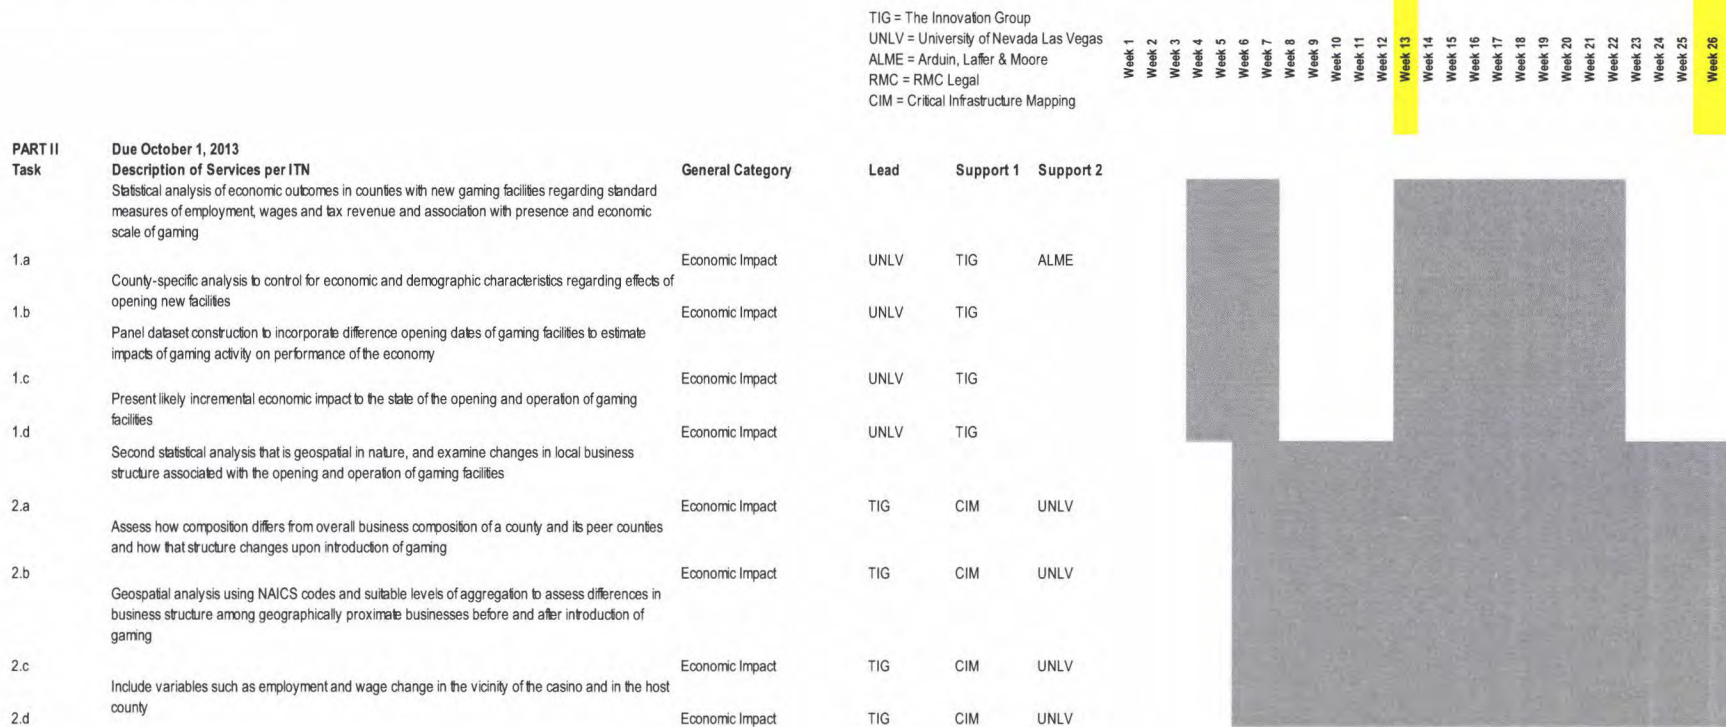 TIG = The Innovation Group
UNLV = University of Nevada Las Vegas
ALME = Arduin, Laffer & Moore
RMC = RMC Legal
CIM = Critical Infrastructure Mapping
Week 1
Week 2
Week 3
Week 4
Week 5
Week 6
Week 7
Week 8
Week 9
Week 10
Week 11
Week 12
Week 13
Week 14
Week 15
Week 16
Week 17
Week 18
Week 19
Week 20
Week 21
Week 22
Week 23
Week 24
Week 25
Week 26
PART II Due October 1, 2013
Task Description of Services per ITN General Category Lead Support 1 Support 2
Statistical analysis of economic outcomes in counties with new gaming facilities regarding standard
measures of employment, wages and tax revenue and association with presence and economic
scale of gaming
1.a Economic Impact UNLV TIG ALME
County-specific analysis to control for economic and demographic characteristics regarding effects of
opening new facilities
1.b Economic Impact UNLV TIG
Panel dataset construction to incorporate difference opening dates of gaming facilities to estimate
impacts of gaming activity on performance of the economy
1.c Economic Impact UNLV TIG
Present likely incremental economic impact to the state of the opening and operation of gaming
facilities
1.d Economic Impact UNLV TIG
Second statistical analysis that is geospatial in nature, and examine changes in local business
structure associated with the opening and operation of gaming facilities
2.a Economic Impact TIG CIM UNLV
Assess how composition differs from overall business composition of a county and its peer counties
and how that structure changes upon introduction of gaming
2.b Economic Impact TIG CIM UNLV
Geospatial analysis using NAICS codes and suitable levels of aggregation to assess differences in
business structure among geographically proximate businesses before and after introduction of
gaming
2.c Economic Impact TIG CIM UNLV
Include variables such as employment and wage change in the vicinity of the casino and in the host
county
2.d Economic Impact TIG CIM UNLV